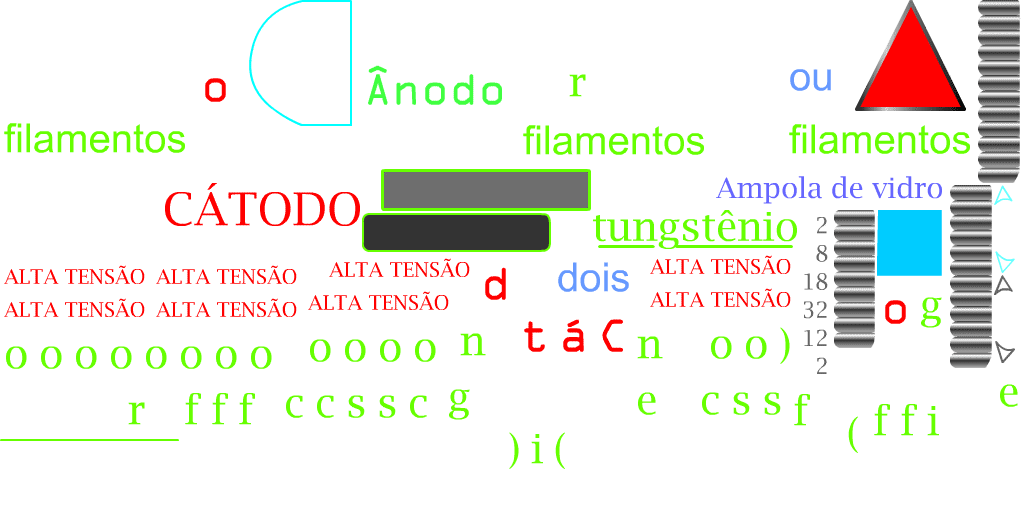 o Ânodo r ou
filamentos filamentos filamentos
CÁTODO Ampola de vidro
tungstênio 2
8
ALTA TENSÃO ALTA TENSÃO ALTA TENSÃO d dois ALTA TENSÃO 18
ALTA TENSÃO ALTA TENSÃO ALTA TENSÃO ALTA TENSÃO 32 o g
o o o o o o o o o o o o n t á C n o o ) 12
2
r f f f c c s s c g e c s s f ( f f i e
) i (